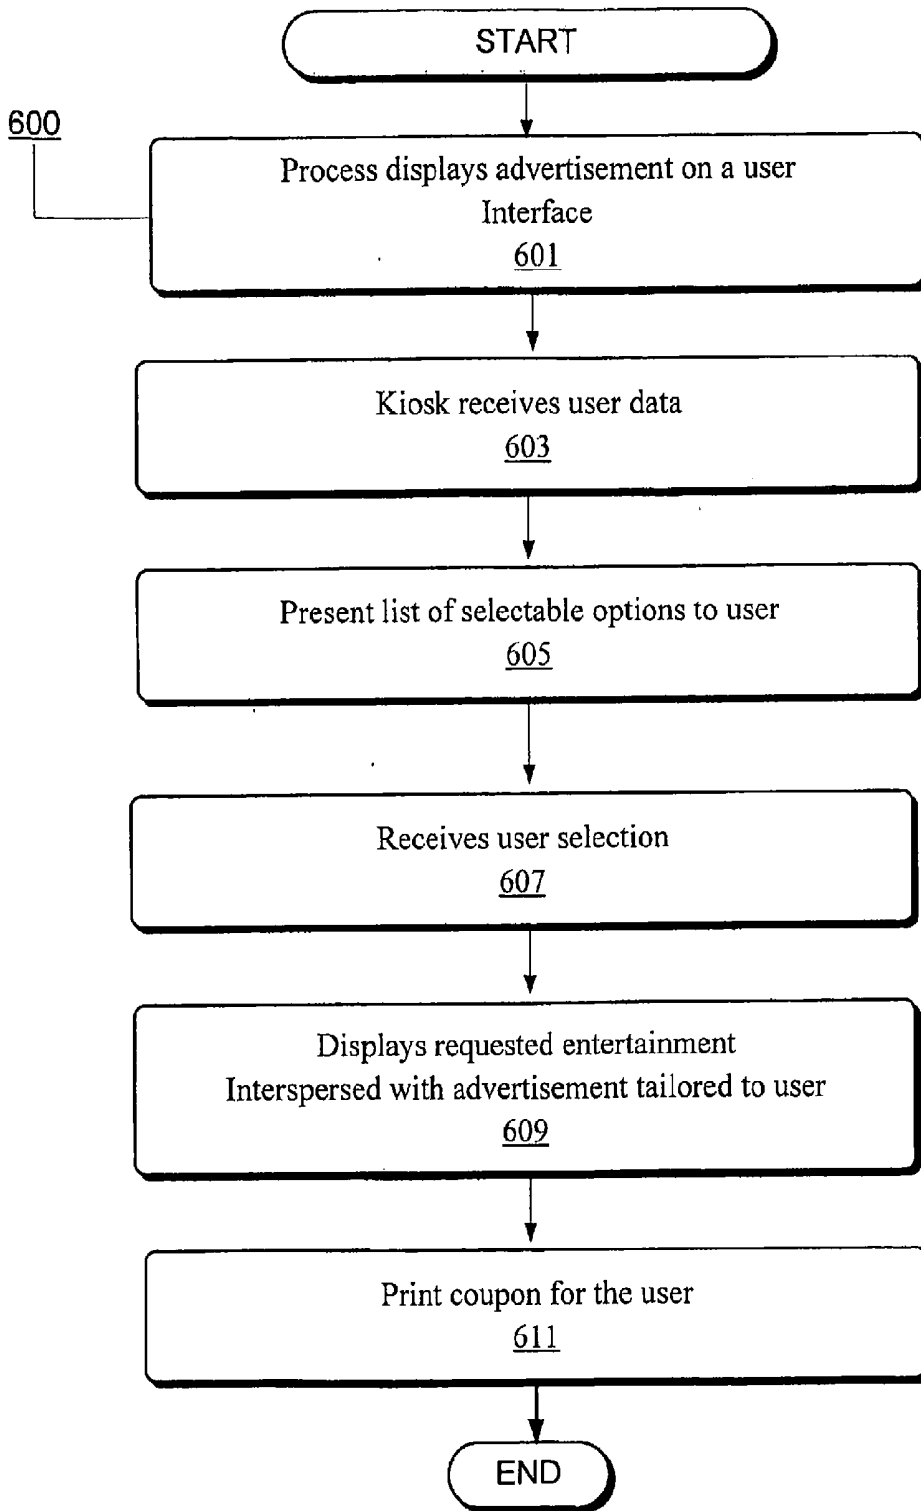 START
600
Process displays advertisement on a user
Interface
601
Kiosk receives user data
603
Present list of selectable options to user
605
Receives user selection
607
Displays requested entertainment
Interspersed with advertisement tailored to user
609
Print coupon for the user
611
END